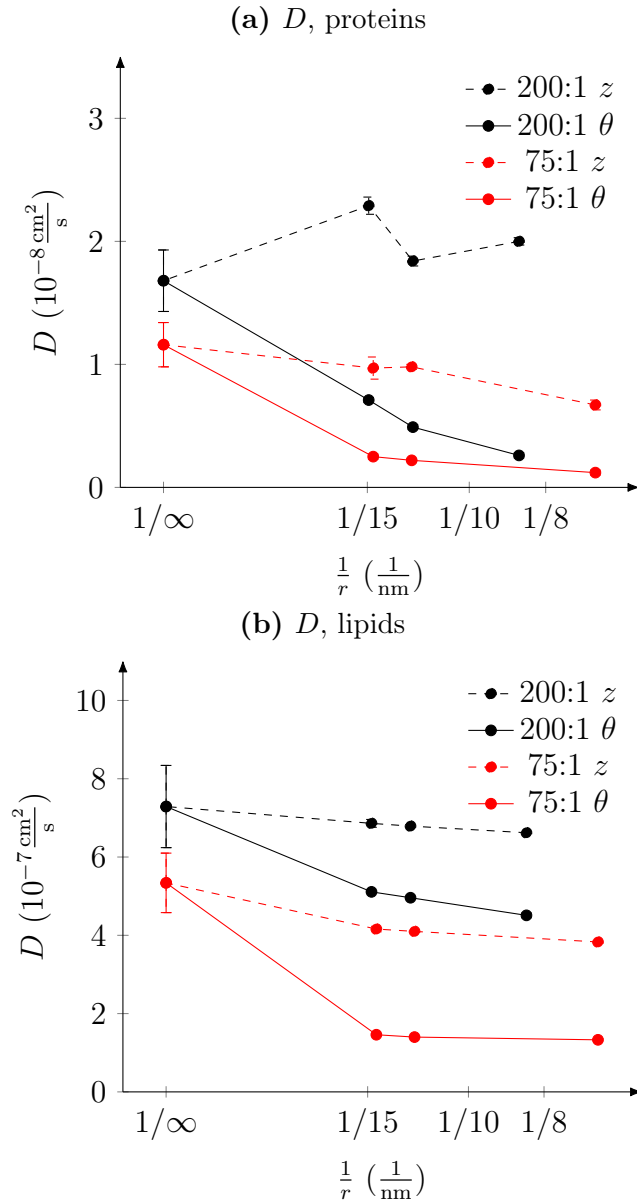 (a) D, proteins
3
2
1
0
D (10⁻⁸ cm²/s)
200:1 z
200:1 θ
75:1 z
75:1 θ
1/∞ 1/15 1/10 1/8
1/r (1/nm)
(b) D, lipids
10
8
6
4
2
0
D (10⁻⁷ cm²/s)
200:1 z
200:1 θ
75:1 z
75:1 θ
1/∞ 1/15 1/10 1/8
1/r (1/nm)